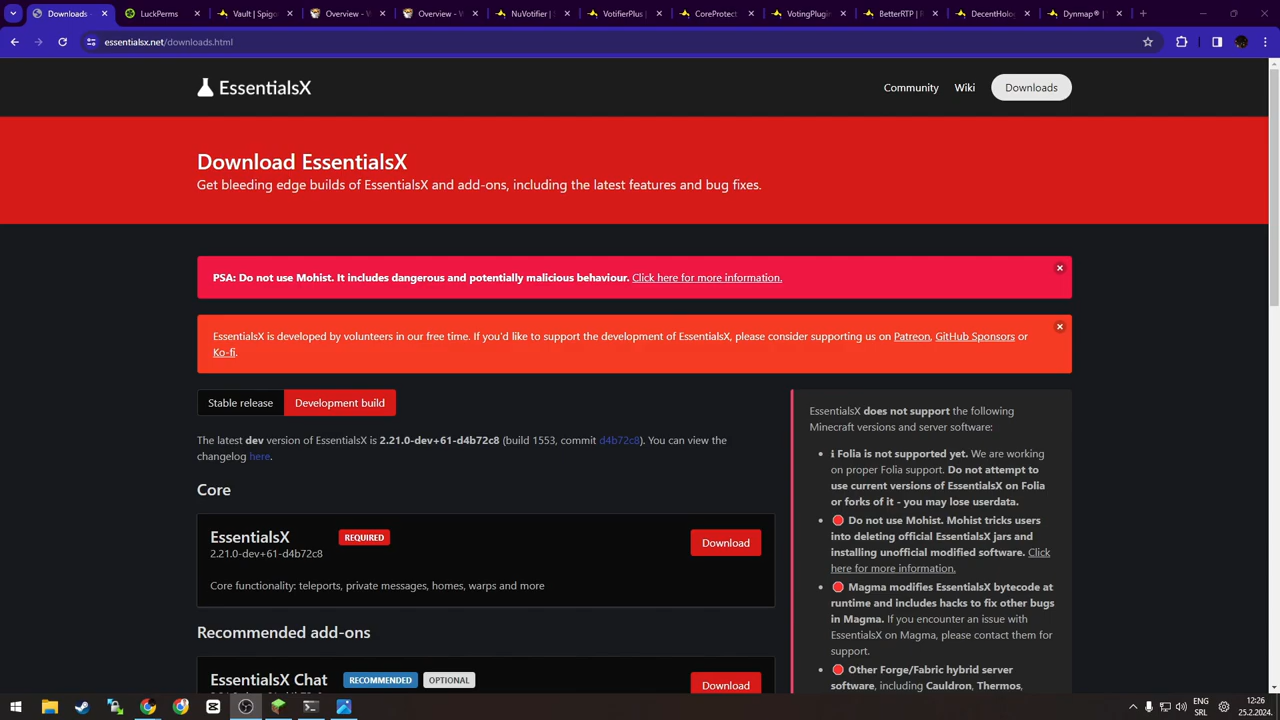 Downloads
LuckPerms
Vault | Spigo
Overview - W
Overview - W
NuVotifier | S
VotifierPlus |
CoreProtect
VotingPlugin
BetterRTP | R
DecentHolog
Dynmap® |
essentialsx.net/downloads.html
EssentialsX
Community
Wiki
Downloads
Download EssentialsX
Get bleeding edge builds of EssentialsX and add-ons, including the latest features and bug fixes.
PSA: Do not use Mohist. It includes dangerous and potentially malicious behaviour. Click here for more information.
EssentialsX is developed by volunteers in our free time. If you'd like to support the development of EssentialsX, please consider supporting us on Patreon, GitHub Sponsors or
Ko-fi.
Stable release
Development build
The latest dev version of EssentialsX is 2.21.0-dev+61-d4b72c8 (build 1553, commit d4b72c8). You can view the
changelog here.
Core
EssentialsX REQUIRED
2.21.0-dev+61-d4b72c8
Download
Core functionality: teleports, private messages, homes, warps and more
Recommended add-ons
EssentialsX Chat RECOMMENDED OPTIONAL
Download
EssentialsX does not support the following
Minecraft versions and server software:
• ℹ Folia is not supported yet. We are working
on proper Folia support. Do not attempt to
use current versions of EssentialsX on Folia
or forks of it - you may lose userdata.
• Do not use Mohist. Mohist tricks users
into deleting official EssentialsX jars and
installing unofficial modified software. Click
here for more information.
• Magma modifies EssentialsX bytecode at
runtime and includes hacks to fix other bugs
in Magma. If you encounter an issue with
EssentialsX on Magma, please contact them for
support.
• Other Forge/Fabric hybrid server
software, including Cauldron, Thermos,
ENG
SRL
12:26
25.2.2024.